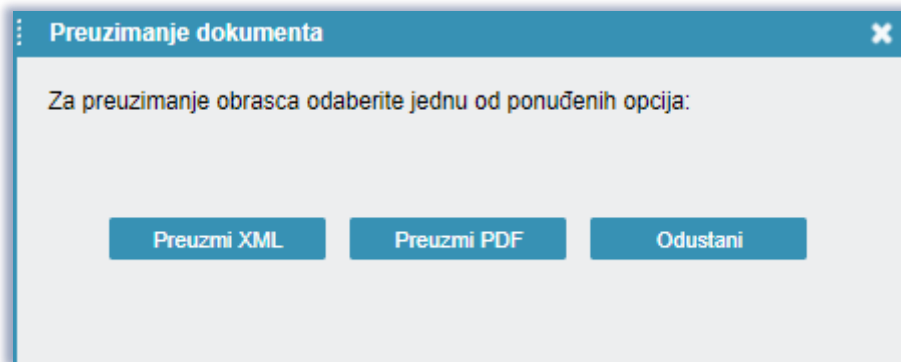 Preuzimanje dokumenta
Za preuzimanje obrasca odaberite jednu od ponuđenih opcija:
Preuzmi XML
Preuzmi PDF
Odustani